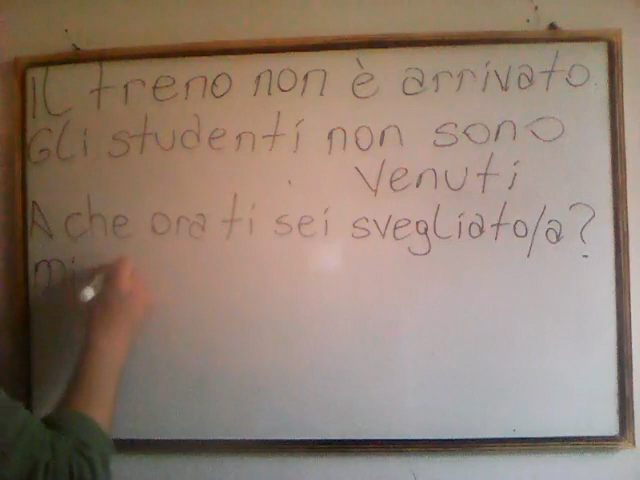 Il treno non è arrivato.
Gli studenti non sono
venuti
A che ora ti sei svegliato/a?
mi